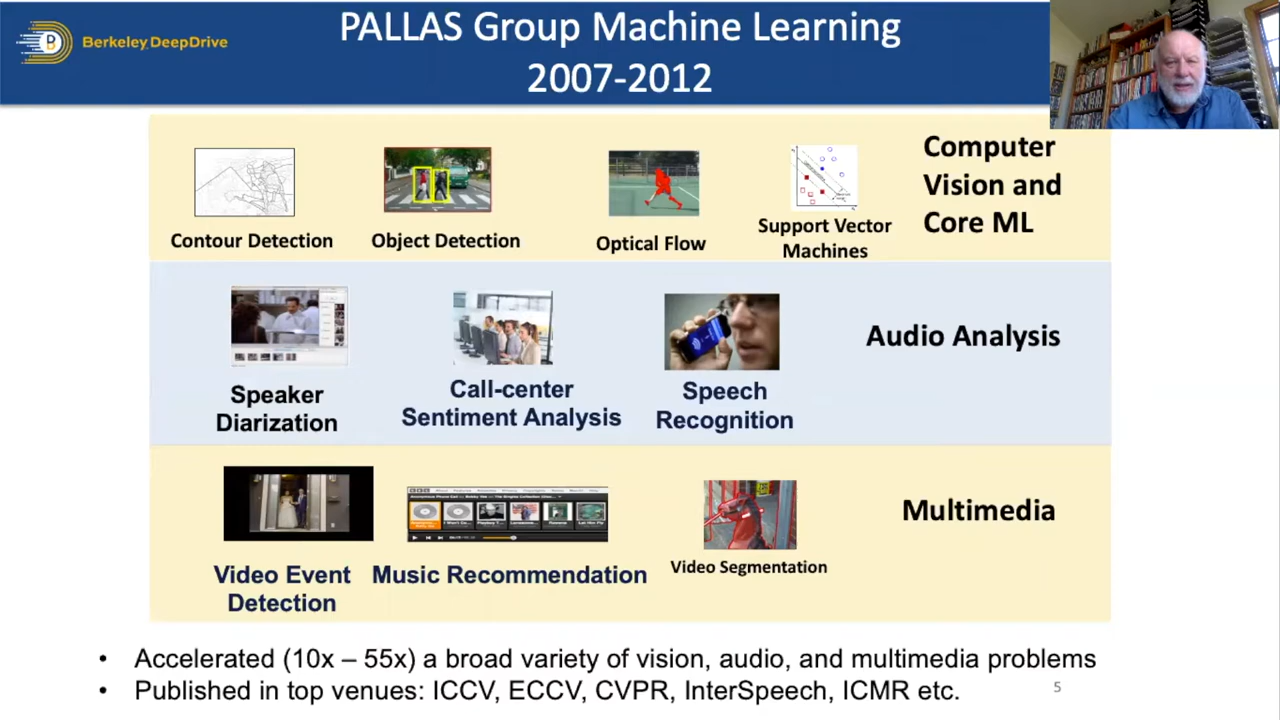 PALLAS Group Machine Learning
2007-2012
Berkeley DeepDrive
Contour Detection
Object Detection
Optical Flow
Support Vector
Machines
Computer
Vision and
Core ML
Speaker
Diarization
Call-center
Sentiment Analysis
Speech
Recognition
Audio Analysis
Video Event
Detection
Music Recommendation
Video Segmentation
Multimedia
• Accelerated (10x – 55x) a broad variety of vision, audio, and multimedia problems
• Published in top venues: ICCV, ECCV, CVPR, InterSpeech, ICMR etc.
5